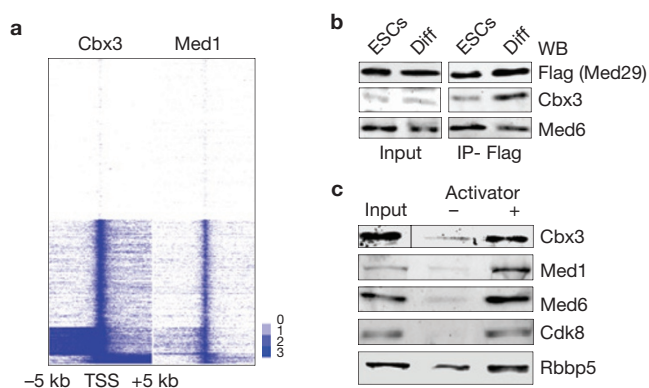 a
Cbx3 Med1
0
1
2
3
−5 kb TSS +5 kb
b
ESCs Diff ESCs Diff WB
Flag (Med29)
Cbx3
Med6
Input IP- Flag
c
Activator
Input − +
Cbx3
Med1
Med6
Cdk8
Rbbp5